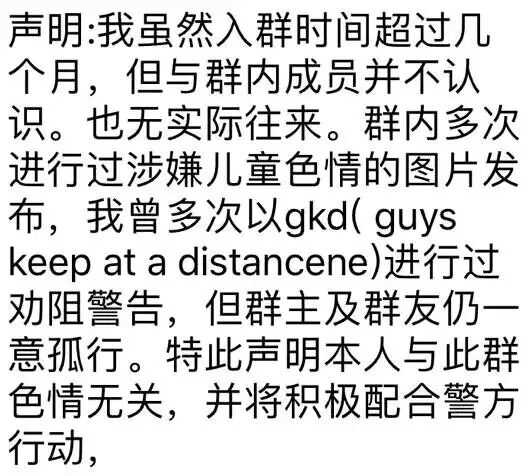 声明:我虽然入群时间超过几
个月，但与群内成员并不认
识。也无实际往来。群内多次
进行过涉嫌儿童色情的图片发
布，我曾多次以gkd( guys
keep at a distancene)进行过
劝阻警告，但群主及群友仍一
意孤行。特此声明本人与此群
色情无关，并将积极配合警方
行动，